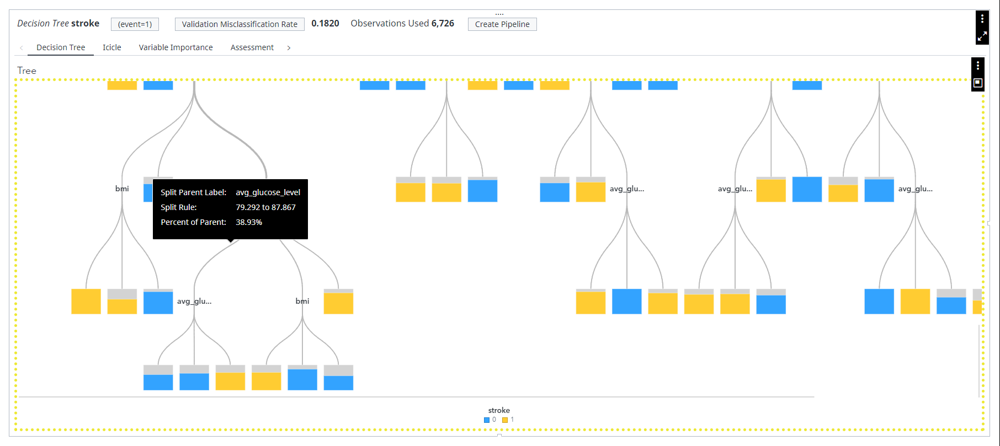 Decision Tree stroke (event=1) Validation Misclassification Rate 0.1820 Observations Used 6,726 Create Pipeline
Decision Tree Icicle Variable Importance Assessment
Tree
bmi
avg_glu...
avg_glu...
avg_glu...
Split Parent Label: avg_glucose_level
Split Rule: 79.292 to 87.867
Percent of Parent: 38.93%
avg_glu...
bmi
stroke
0 1